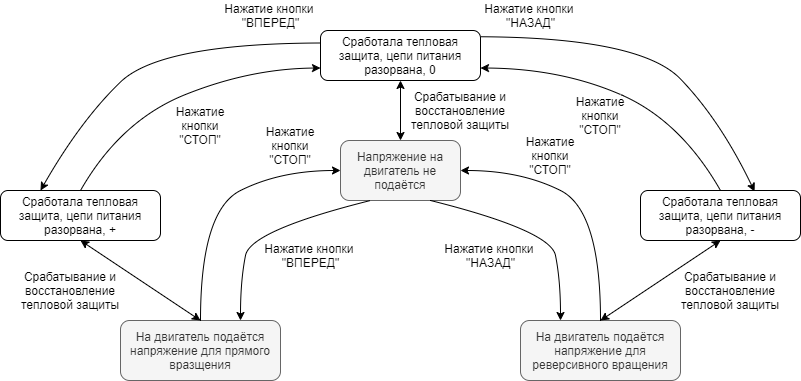 Нажатие кнопки
"ВПЕРЕД"
Нажатие кнопки
"НАЗАД"
Сработала тепловая
защита, цепи питания
разорвана, 0
Нажатие
кнопки
"СТОП"
Срабатывание и
восстановление
тепловой защиты
Нажатие
кнопки
"СТОП"
Нажатие
кнопки
"СТОП"
Напряжение на
двигатель не
подаётся
Нажатие
кнопки
"СТОП"
Сработала тепловая
защита, цепи питания
разорвана, +
Сработала тепловая
защита, цепи питания
разорвана, -
Нажатие кнопки
"ВПЕРЕД"
Нажатие кнопки
"НАЗАД"
Срабатывание и
восстановление
тепловой защиты
Срабатывание и
восстановление
тепловой защиты
На двигатель подаётся
напряжение для прямого
вразщения
На двигатель подаётся
напряжение для
реверсивного вращения